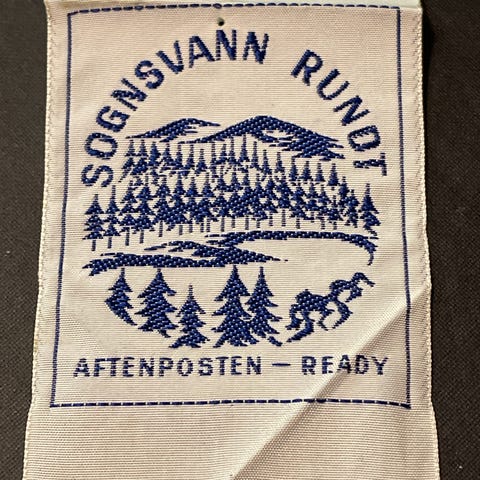 SOGNSVANN RUNDT
AFTENPOSTEN – READY